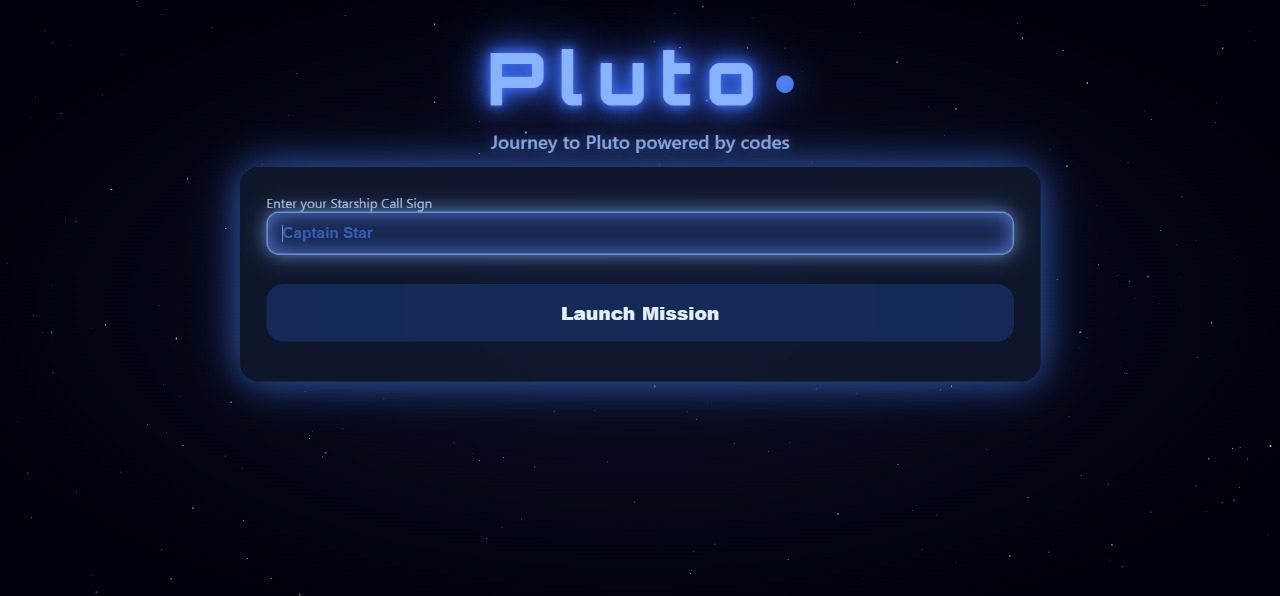 Pluto
Journey to Pluto powered by codes
Enter your Starship Call Sign
Captain Star
Launch Mission